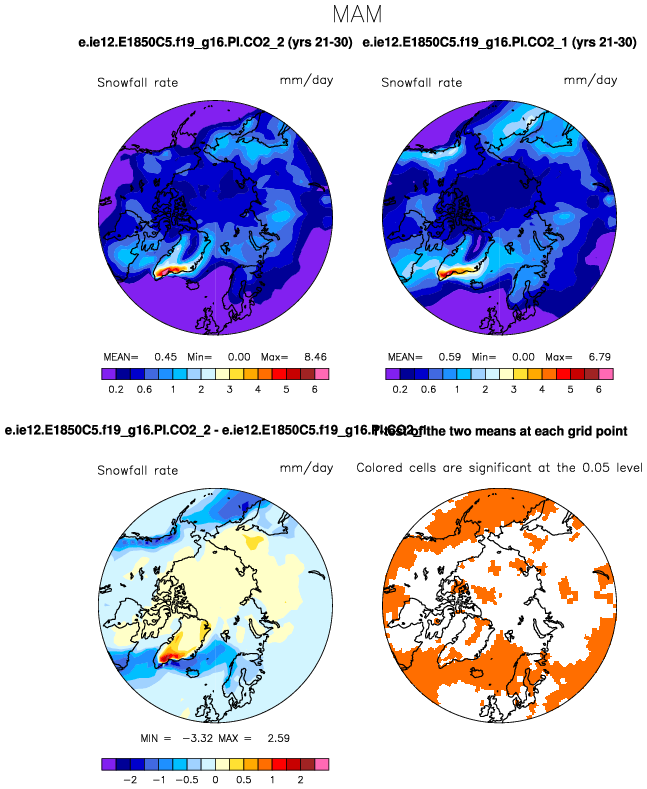 MAM
e.ie12.E1850C5.f19_g16.PI.CO2_2 (yrs 21-30) e.ie12.E1850C5.f19_g16.PI.CO2_1 (yrs 21-30)
Snowfall rate mm/day Snowfall rate mm/day
MEAN= 0.45 Min= 0.00 Max= 8.46 MEAN= 0.59 Min= 0.00 Max= 6.79
0.2 0.6 1 2 3 4 5 6 0.2 0.6 1 2 3 4 5 6
e.ie12.E1850C5.f19_g16.PI.CO2_2 - e.ie12.E1850C5.f19_g16.PI.CO2_1 T-test of the two means at each grid point
Snowfall rate mm/day Colored cells are significant at the 0.05 level
MIN = -3.32 MAX = 2.59
-2 -1 -0.5 0 0.5 1 2